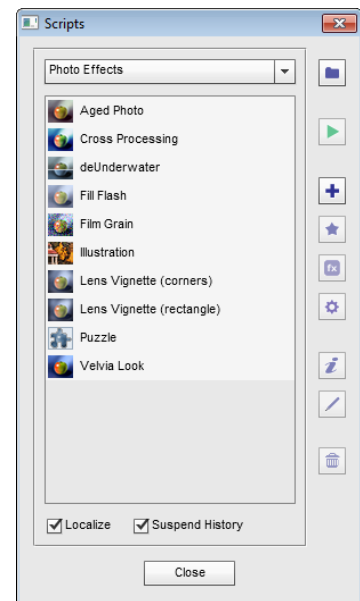 Scripts
Photo Effects
Aged Photo
Cross Processing
deUnderwater
Fill Flash
Film Grain
Illustration
Lens Vignette (corners)
Lens Vignette (rectangle)
Puzzle
Velvia Look
fx
i
Localize
Suspend History
Close